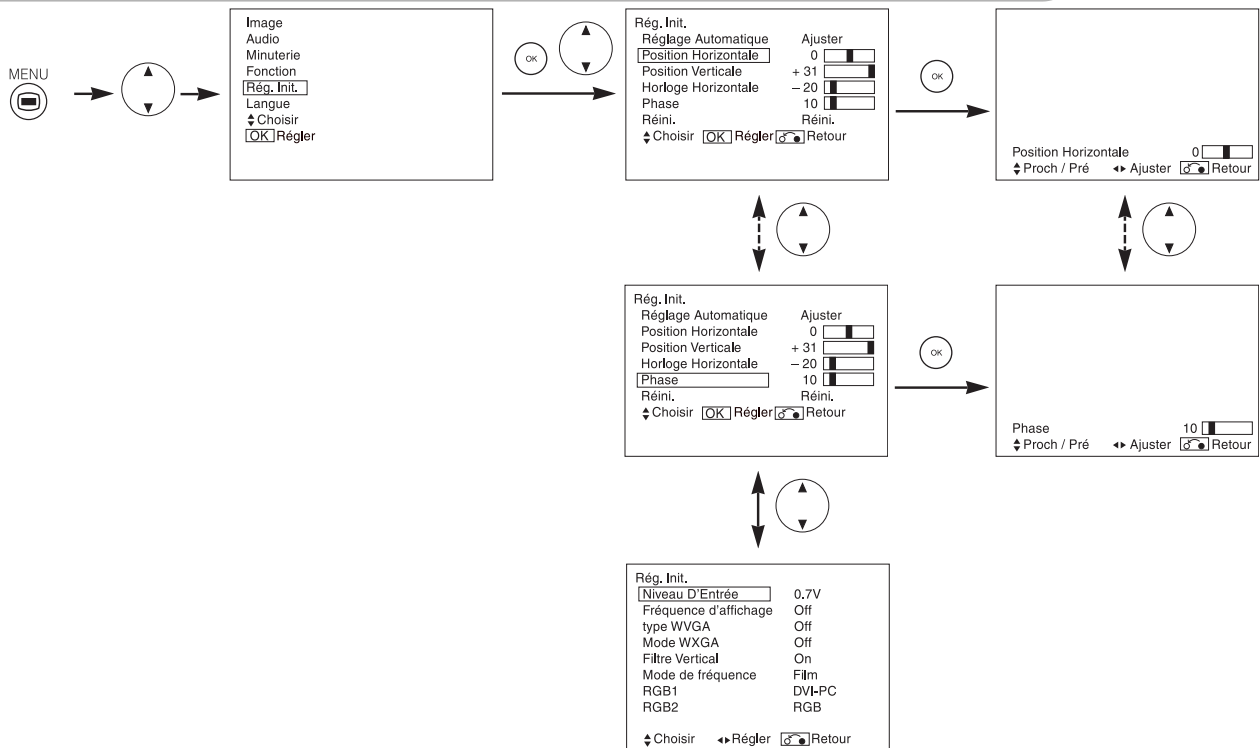 MENU
Image
Audio
Minuterie
Fonction
Rég. Init.
Langue
Choisir
OK Régler
OK
Rég. Init.
Réglage Automatique Ajuster
Position Horizontale 0
Position Verticale + 31
Horloge Horizontale – 20
Phase 10
Réini. Réini.
Choisir OK Régler Retour
OK
Position Horizontale 0
Proch / Pré Ajuster Retour
Rég. Init.
Réglage Automatique Ajuster
Position Horizontale 0
Position Verticale + 31
Horloge Horizontale – 20
Phase 10
Réini. Réini.
Choisir OK Régler Retour
OK
Phase 10
Proch / Pré Ajuster Retour
Rég. Init.
Niveau D'Entrée 0.7V
Fréquence d'affichage Off
type WVGA Off
Mode WXGA Off
Filtre Vertical On
Mode de fréquence Film
RGB1 DVI-PC
RGB2 RGB
Choisir Régler Retour